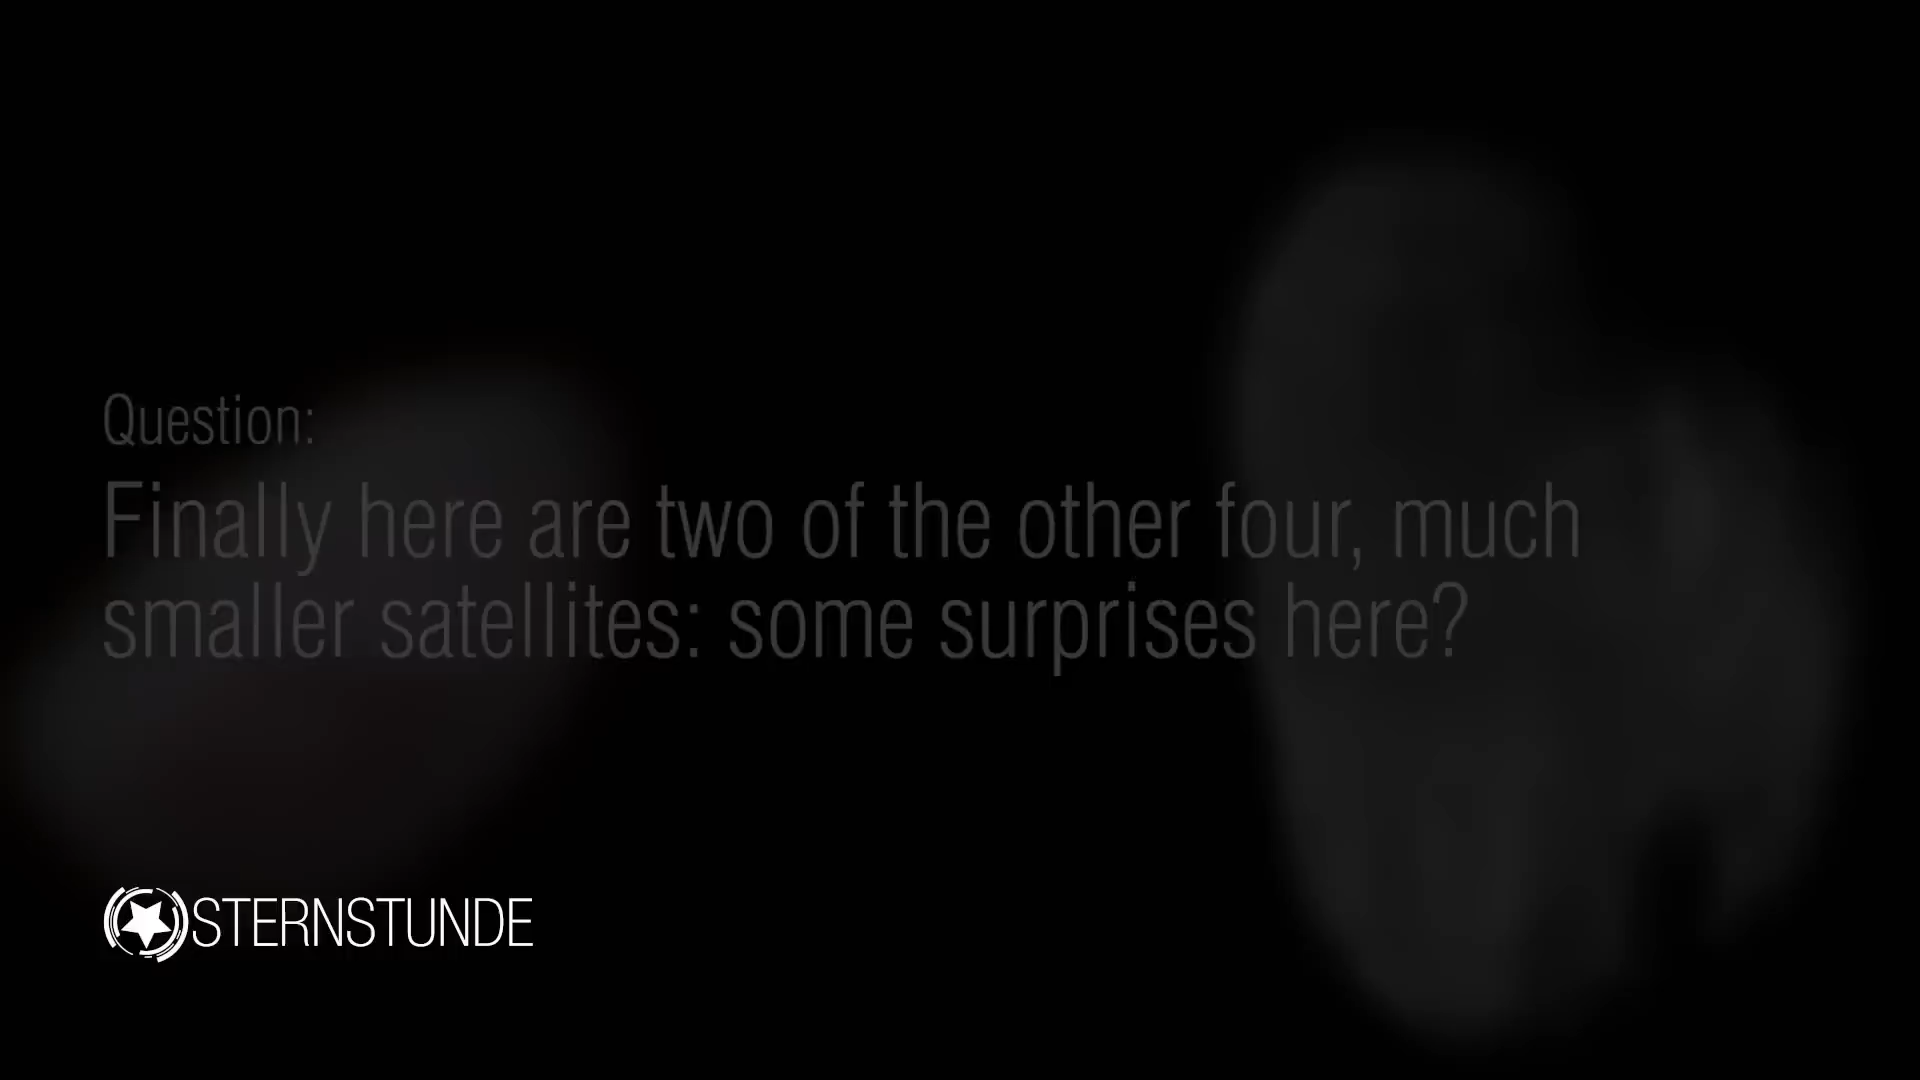 Question:
Finally here are two of the other four, much
smaller satellites: some surprises here?
STERNSTUNDE